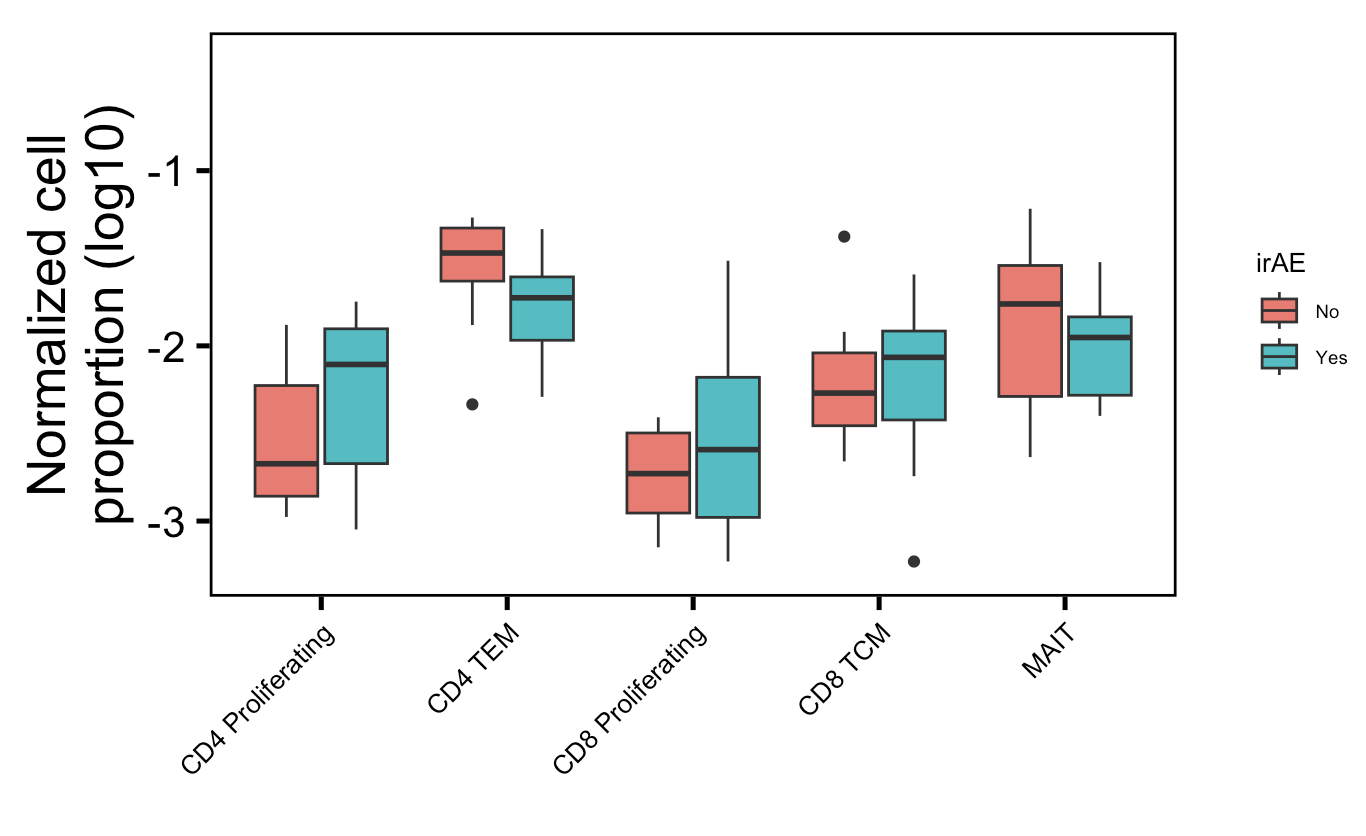 Normalized cell
proportion (log10)
-1
-2
-3
CD4 Proliferating
CD4 TEM
CD8 Proliferating
CD8 TCM
MAIT
irAE
No
Yes